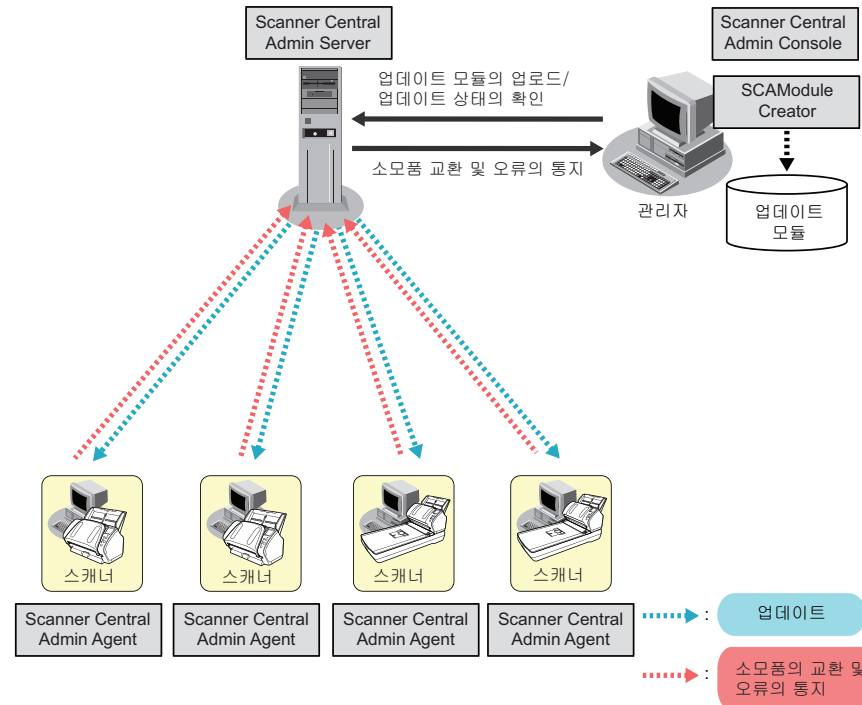 Scanner Central
Admin Server
Scanner Central
Admin Console
업데이트 모듈의 업로드/
업데이트 상태의 확인
SCAModule
Creator
소모품 교환 및 오류의 통지
관리자
업데이트
모듈
스캐너
스캐너
스캐너
스캐너
Scanner Central
Admin Agent
Scanner Central
Admin Agent
Scanner Central
Admin Agent
Scanner Central
Admin Agent
: 업데이트
: 소모품의 교환 및
오류의 통지